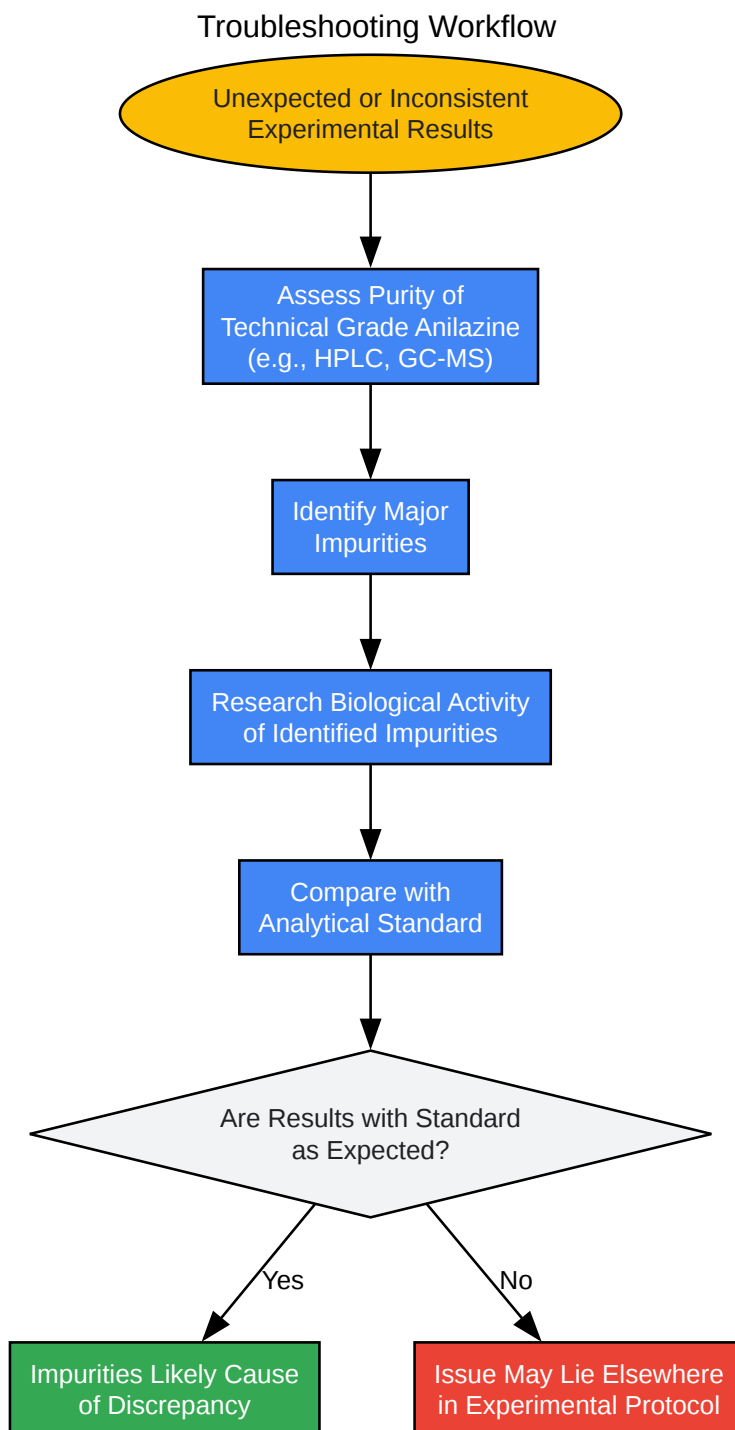 Troubleshooting Workflow
Unexpected or Inconsistent
Experimental Results
Assess Purity of
Technical Grade Anilazine
(e.g., HPLC, GC-MS)
Identify Major
Impurities
Research Biological Activity
of Identified Impurities
Compare with
Analytical Standard
Are Results with Standard
as Expected?
Yes
No
Impurities Likely Cause
of Discrepancy
Issue May Lie Elsewhere
in Experimental Protocol